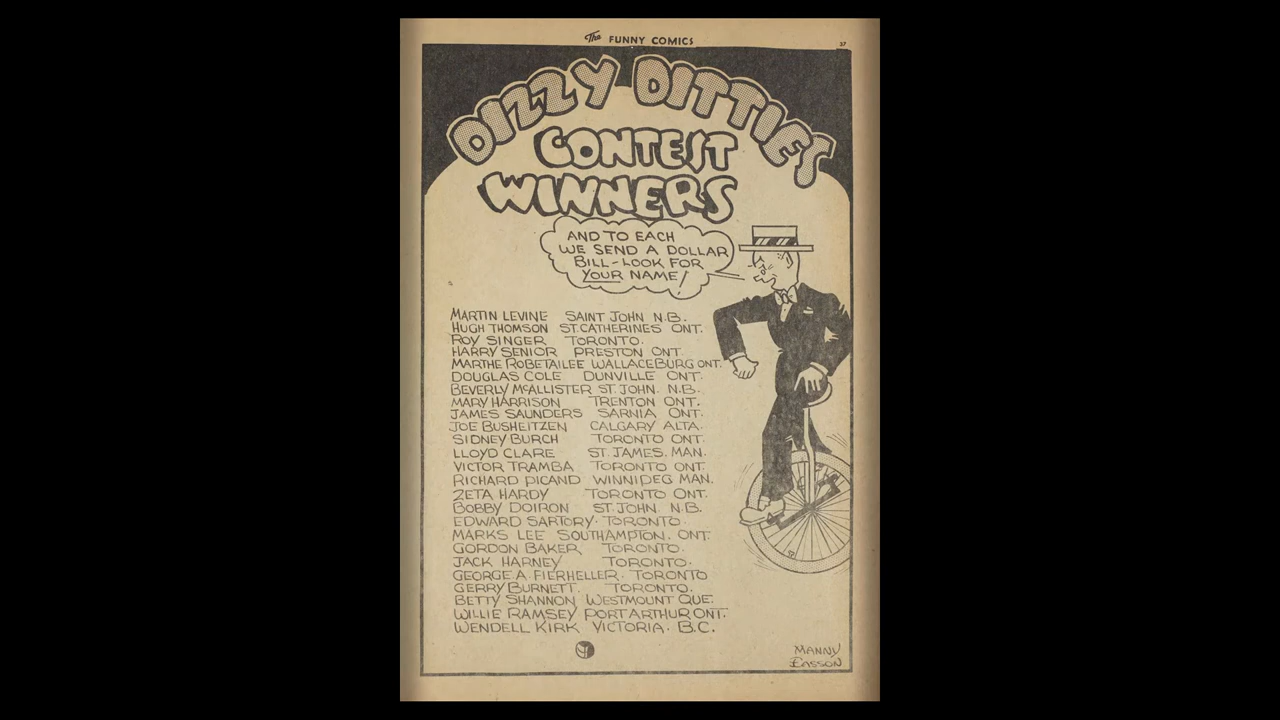 The FUNNY COMICS
37
DIZZY DITTIES
CONTEST
WINNERS
AND TO EACH
WE SEND A DOLLAR
BILL - LOOK FOR
YOUR NAME!
MARTIN LEVINE SAINT JOHN N.B.
HUGH THOMSON ST. CATHERINES ONT.
ROY SINGER TORONTO.
HARRY SENIOR PRESTON ONT.
MARTHE ROBETAILEE WALLACEBURG ONT.
DOUGLAS COLE DUNVILLE ONT.
BEVERLY McALLISTER ST. JOHN. N.B.
MARY HARRISON TRENTON ONT.
JAMES SAUNDERS SARNIA ONT.
JOE BUSHEITZEN CALGARY ALTA.
SIDNEY BURCH TORONTO ONT.
LLOYD CLARE ST. JAMES. MAN.
VICTOR TRAMBA TORONTO ONT.
RICHARD PICAND WINNIPEG MAN.
ZETA HARDY TORONTO ONT.
BOBBY DOIRON ST. JOHN. N.B.
EDWARD SARTORY. TORONTO.
MARKS LEE SOUTHAMPTON. ONT.
GORDON BAKER TORONTO.
JACK HARNEY TORONTO.
GEORGE A. FIERHELLER. TORONTO
GERRY BURNETT. TORONTO.
BETTY SHANNON WESTMOUNT QUE.
WILLIE RAMSEY PORT ARTHUR ONT.
WENDELL KIRK VICTORIA. B.C.
MANNY
EASSON